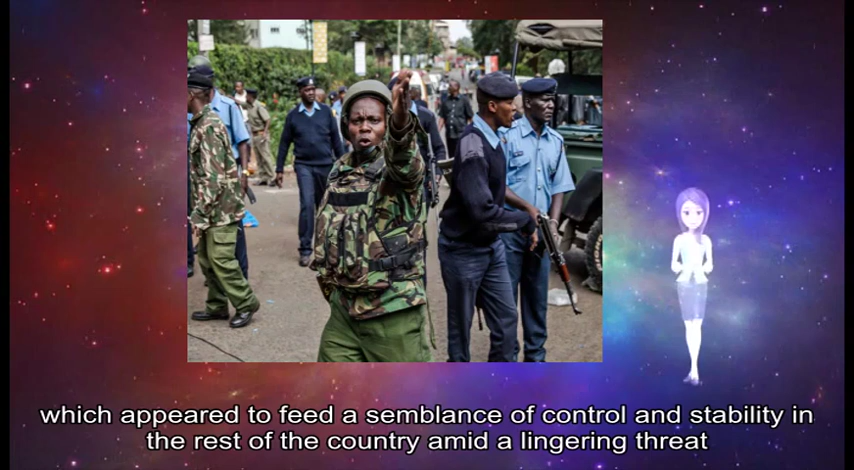 which appeared to feed a semblance of control and stability in
the rest of the country amid a lingering threat